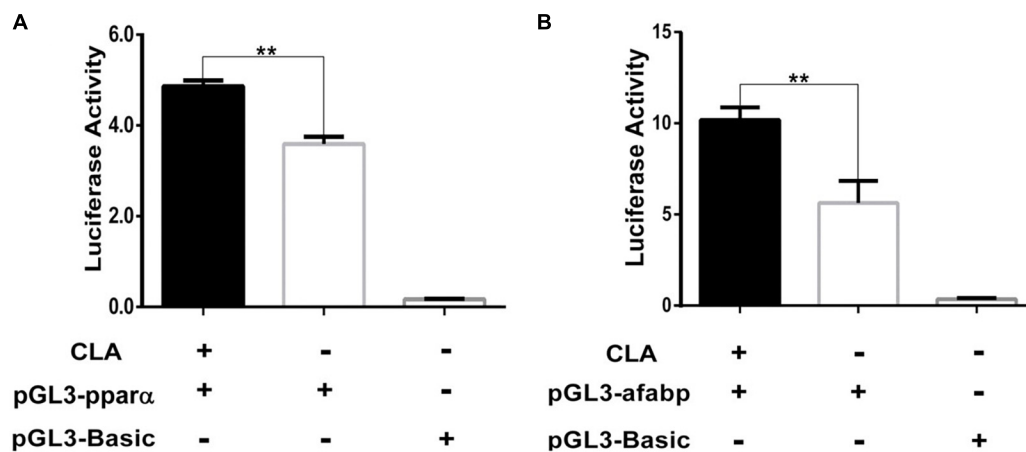 A
Luciferase Activity
6.0
4.0
2.0
0.0
**
CLA + - -
pGL3-pparα + + -
pGL3-Basic - - +
B
Luciferase Activity
15
10
5
0
**
CLA + - -
pGL3-afabp + + -
pGL3-Basic - - +